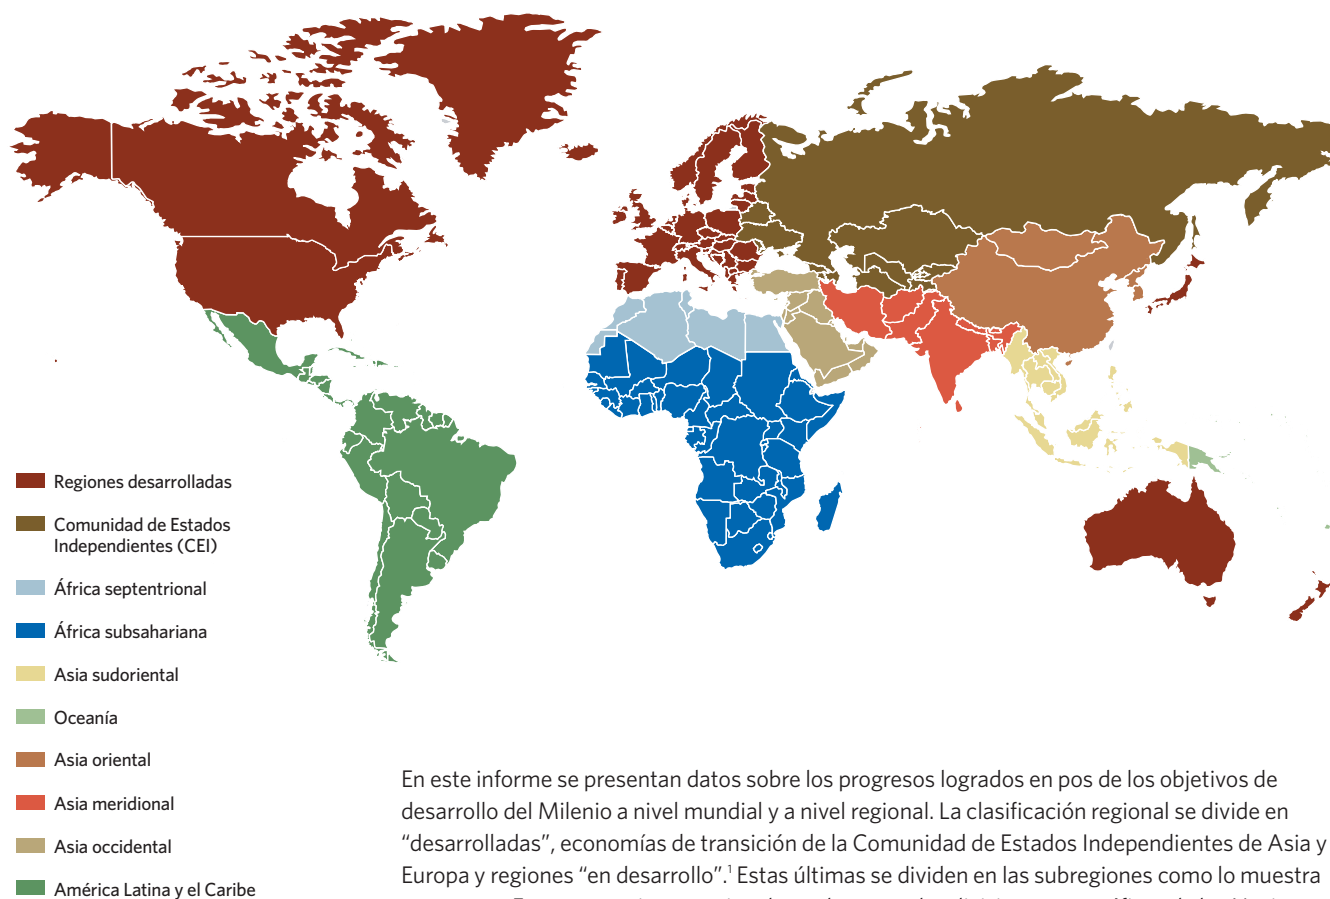 Regiones desarrolladas
Comunidad de Estados
Independientes (CEI)
África septentrional
África subsahariana
Asia sudoriental
Oceanía
Asia oriental
Asia meridional
Asia occidental
América Latina y el Caribe
En este informe se presentan datos sobre los progresos logrados en pos de los objetivos de
desarrollo del Milenio a nivel mundial y a nivel regional. La clasificación regional se divide en
“desarrolladas”, economías de transición de la Comunidad de Estados Independientes de Asia y
Europa y regiones “en desarrollo”.¹ Estas últimas se dividen en las subregiones como lo muestra